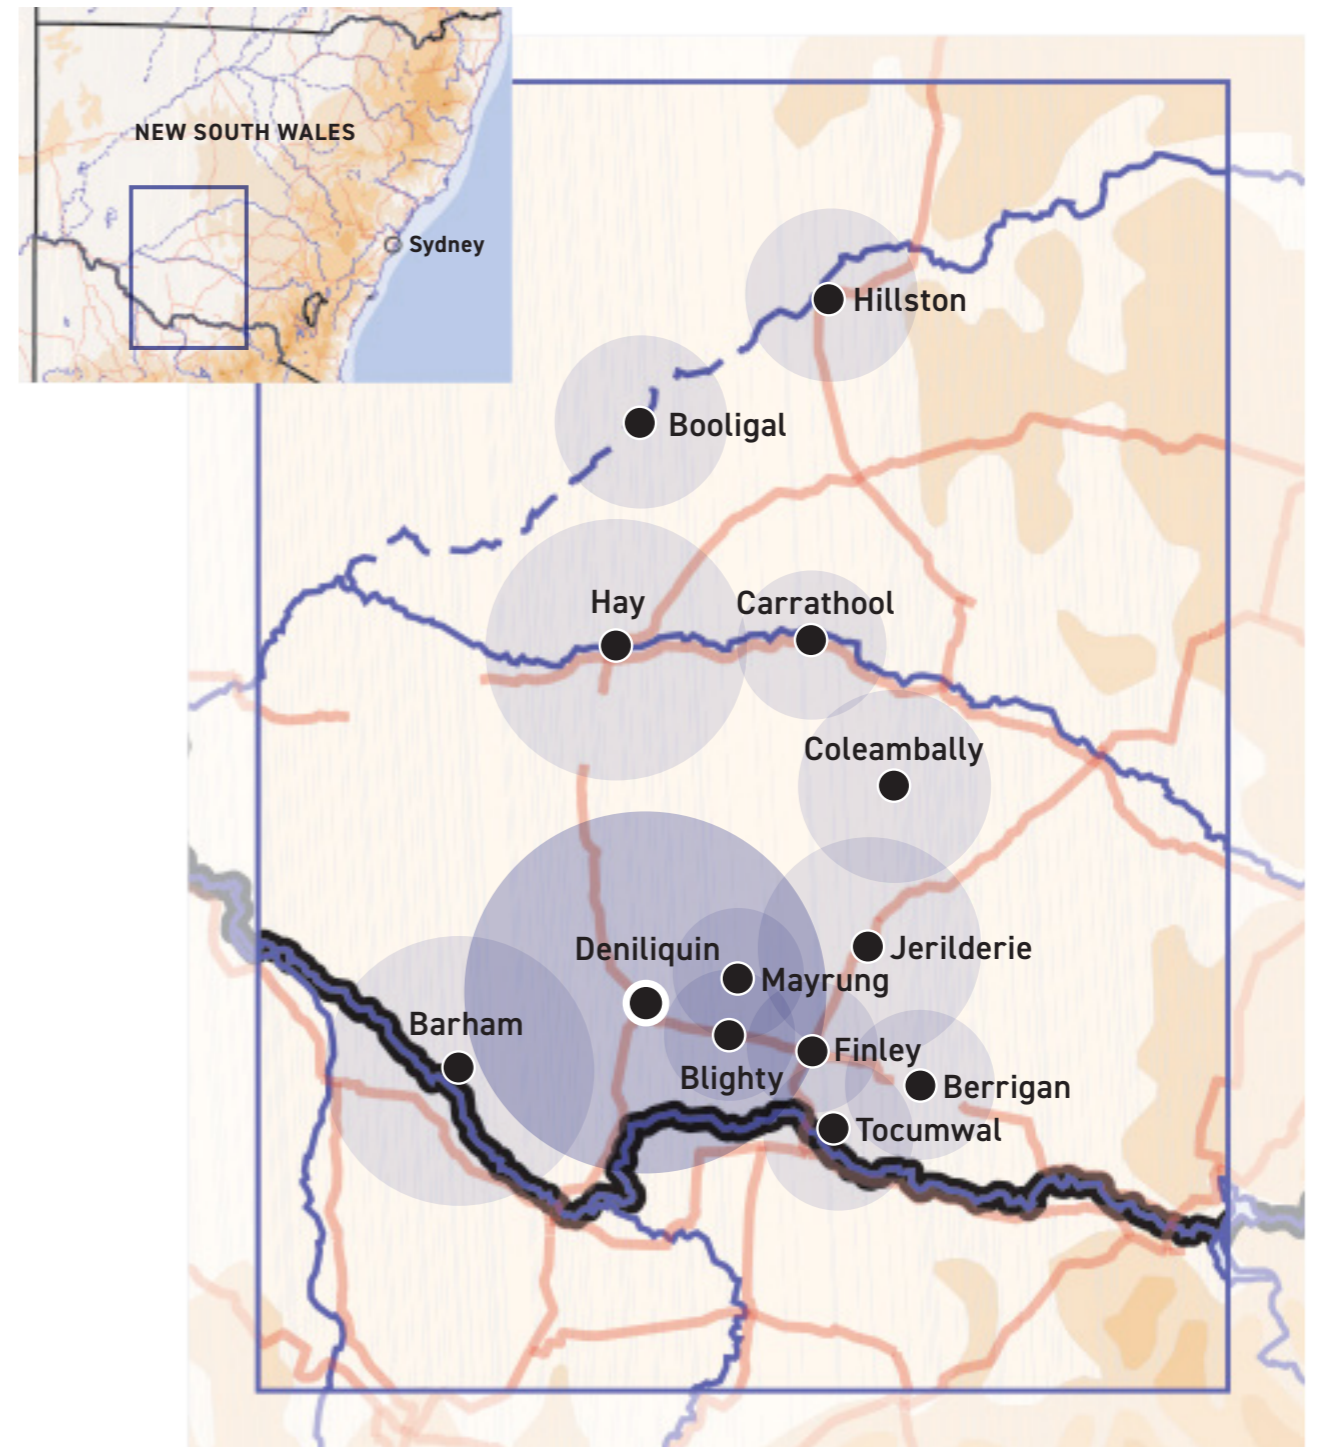 NEW SOUTH WALES
Sydney
Hillston
Booligal
Hay
Carrathool
Coleambally
Deniliquin
Jerilderie
Mayrung
Barham
Finley
Blighty
Berrigan
Tocumwal